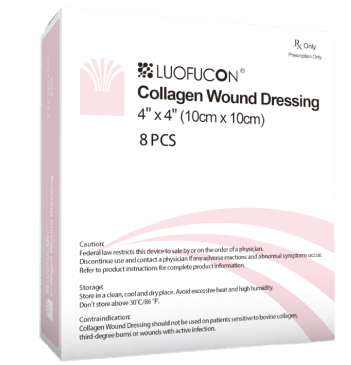 ℞ Only
Prescription Only
LUOFUCON®
Collagen Wound Dressing
4" x 4" (10cm x 10cm)
8 PCS
Caution:
Federal law restricts this device to sale by or on the order of a physician.
Discontinue use and contact a physician if any adverse reactions and abnormal symptoms occur.
Refer to product instructions for complete product information.
Storage:
Store in a clean, cool and dry place. Avoid excessive heat and high humidity.
Don't store above 30℃/86 ℉.
Contraindication:
Collagen Wound Dressing should not be used on patients sensitive to bovine collagen,
third-degree burns or wounds with active infection.
LUOFUCON
Collagen Wound Dressing